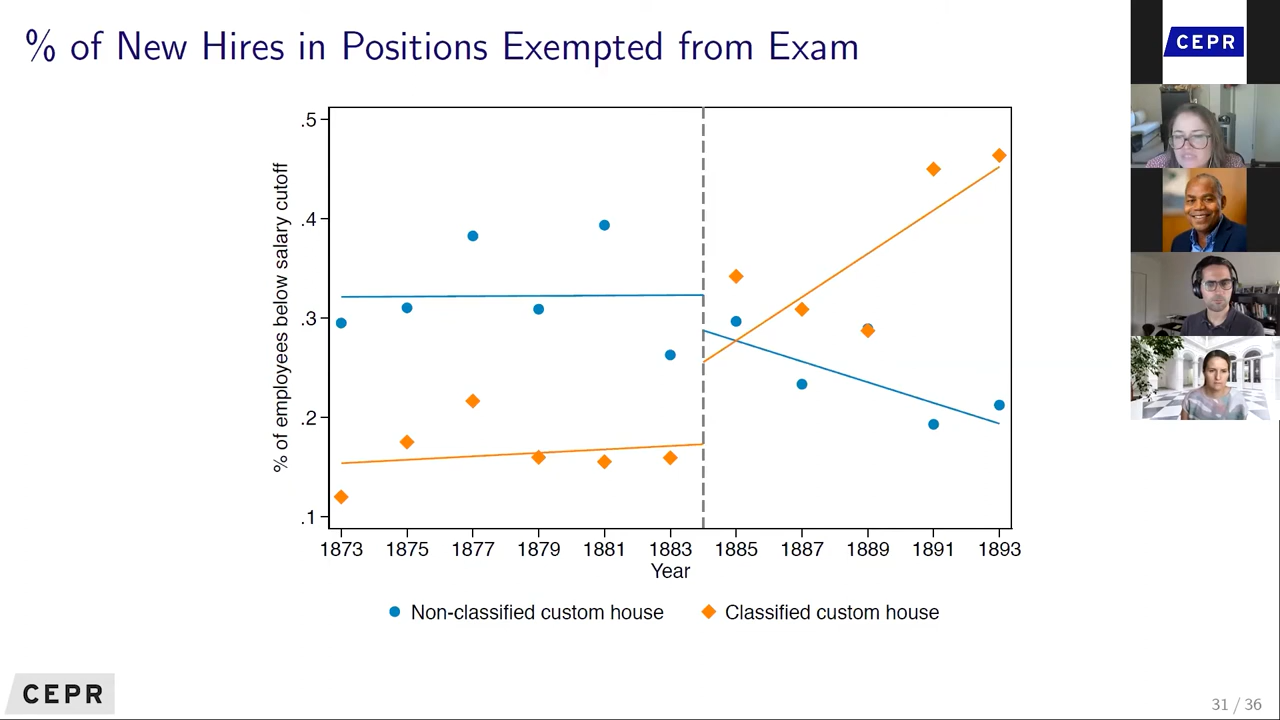 % of New Hires in Positions Exempted from Exam
CEPR
% of employees below salary cutoff
.5
.4
.3
.2
.1
1873 1875 1877 1879 1881 1883 1885 1887 1889 1891 1893
Year
Non-classified custom house Classified custom house
CEPR
31 / 36